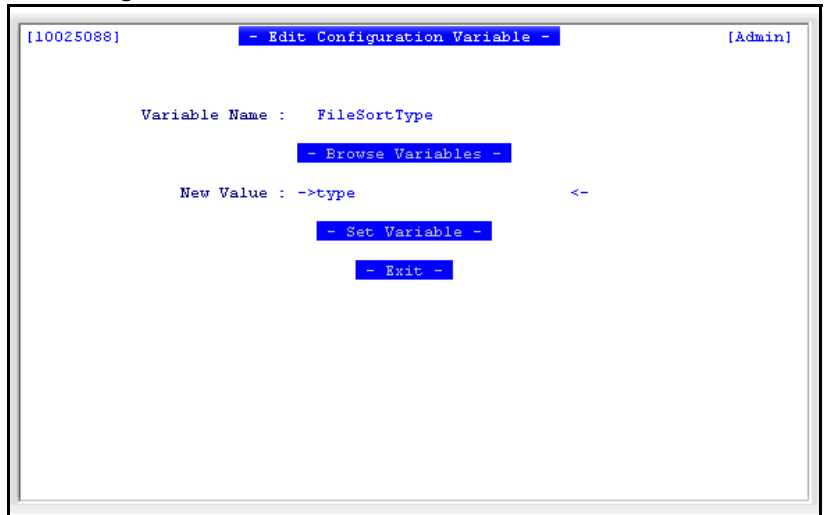 [10025088] - Edit Configuration Variable - [Admin]
Variable Name : FileSortType
- Browse Variables -
New Value : ->type <-
- Set Variable -
- Exit -